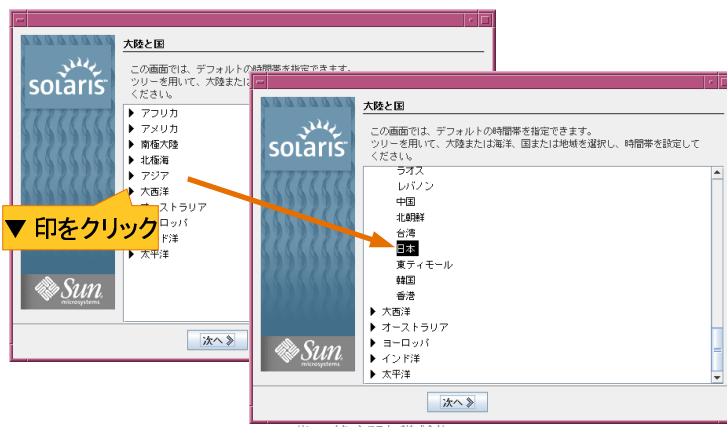 大陸と国
この画面では、デフォルトの時間帯を指定できます。
ツリーを用いて、大陸または
ください。
solaris
アフリカ
アメリカ
南極大陸
北極海
アジア
大西洋
ーストラリア
ロッパ
ド洋
太平洋
▼ 印をクリック
Sun
microsystems
次へ
大陸と国
この画面では、デフォルトの時間帯を指定できます。
ツリーを用いて、大陸または海洋、国または地域を選択し、時間帯を設定して
ください。
solaris
ラオス
レバノン
中国
北朝鮮
台湾
日本
東ティモール
韓国
香港
大西洋
オーストラリア
ヨーロッパ
インド洋
太平洋
Sun
microsystems
次へ